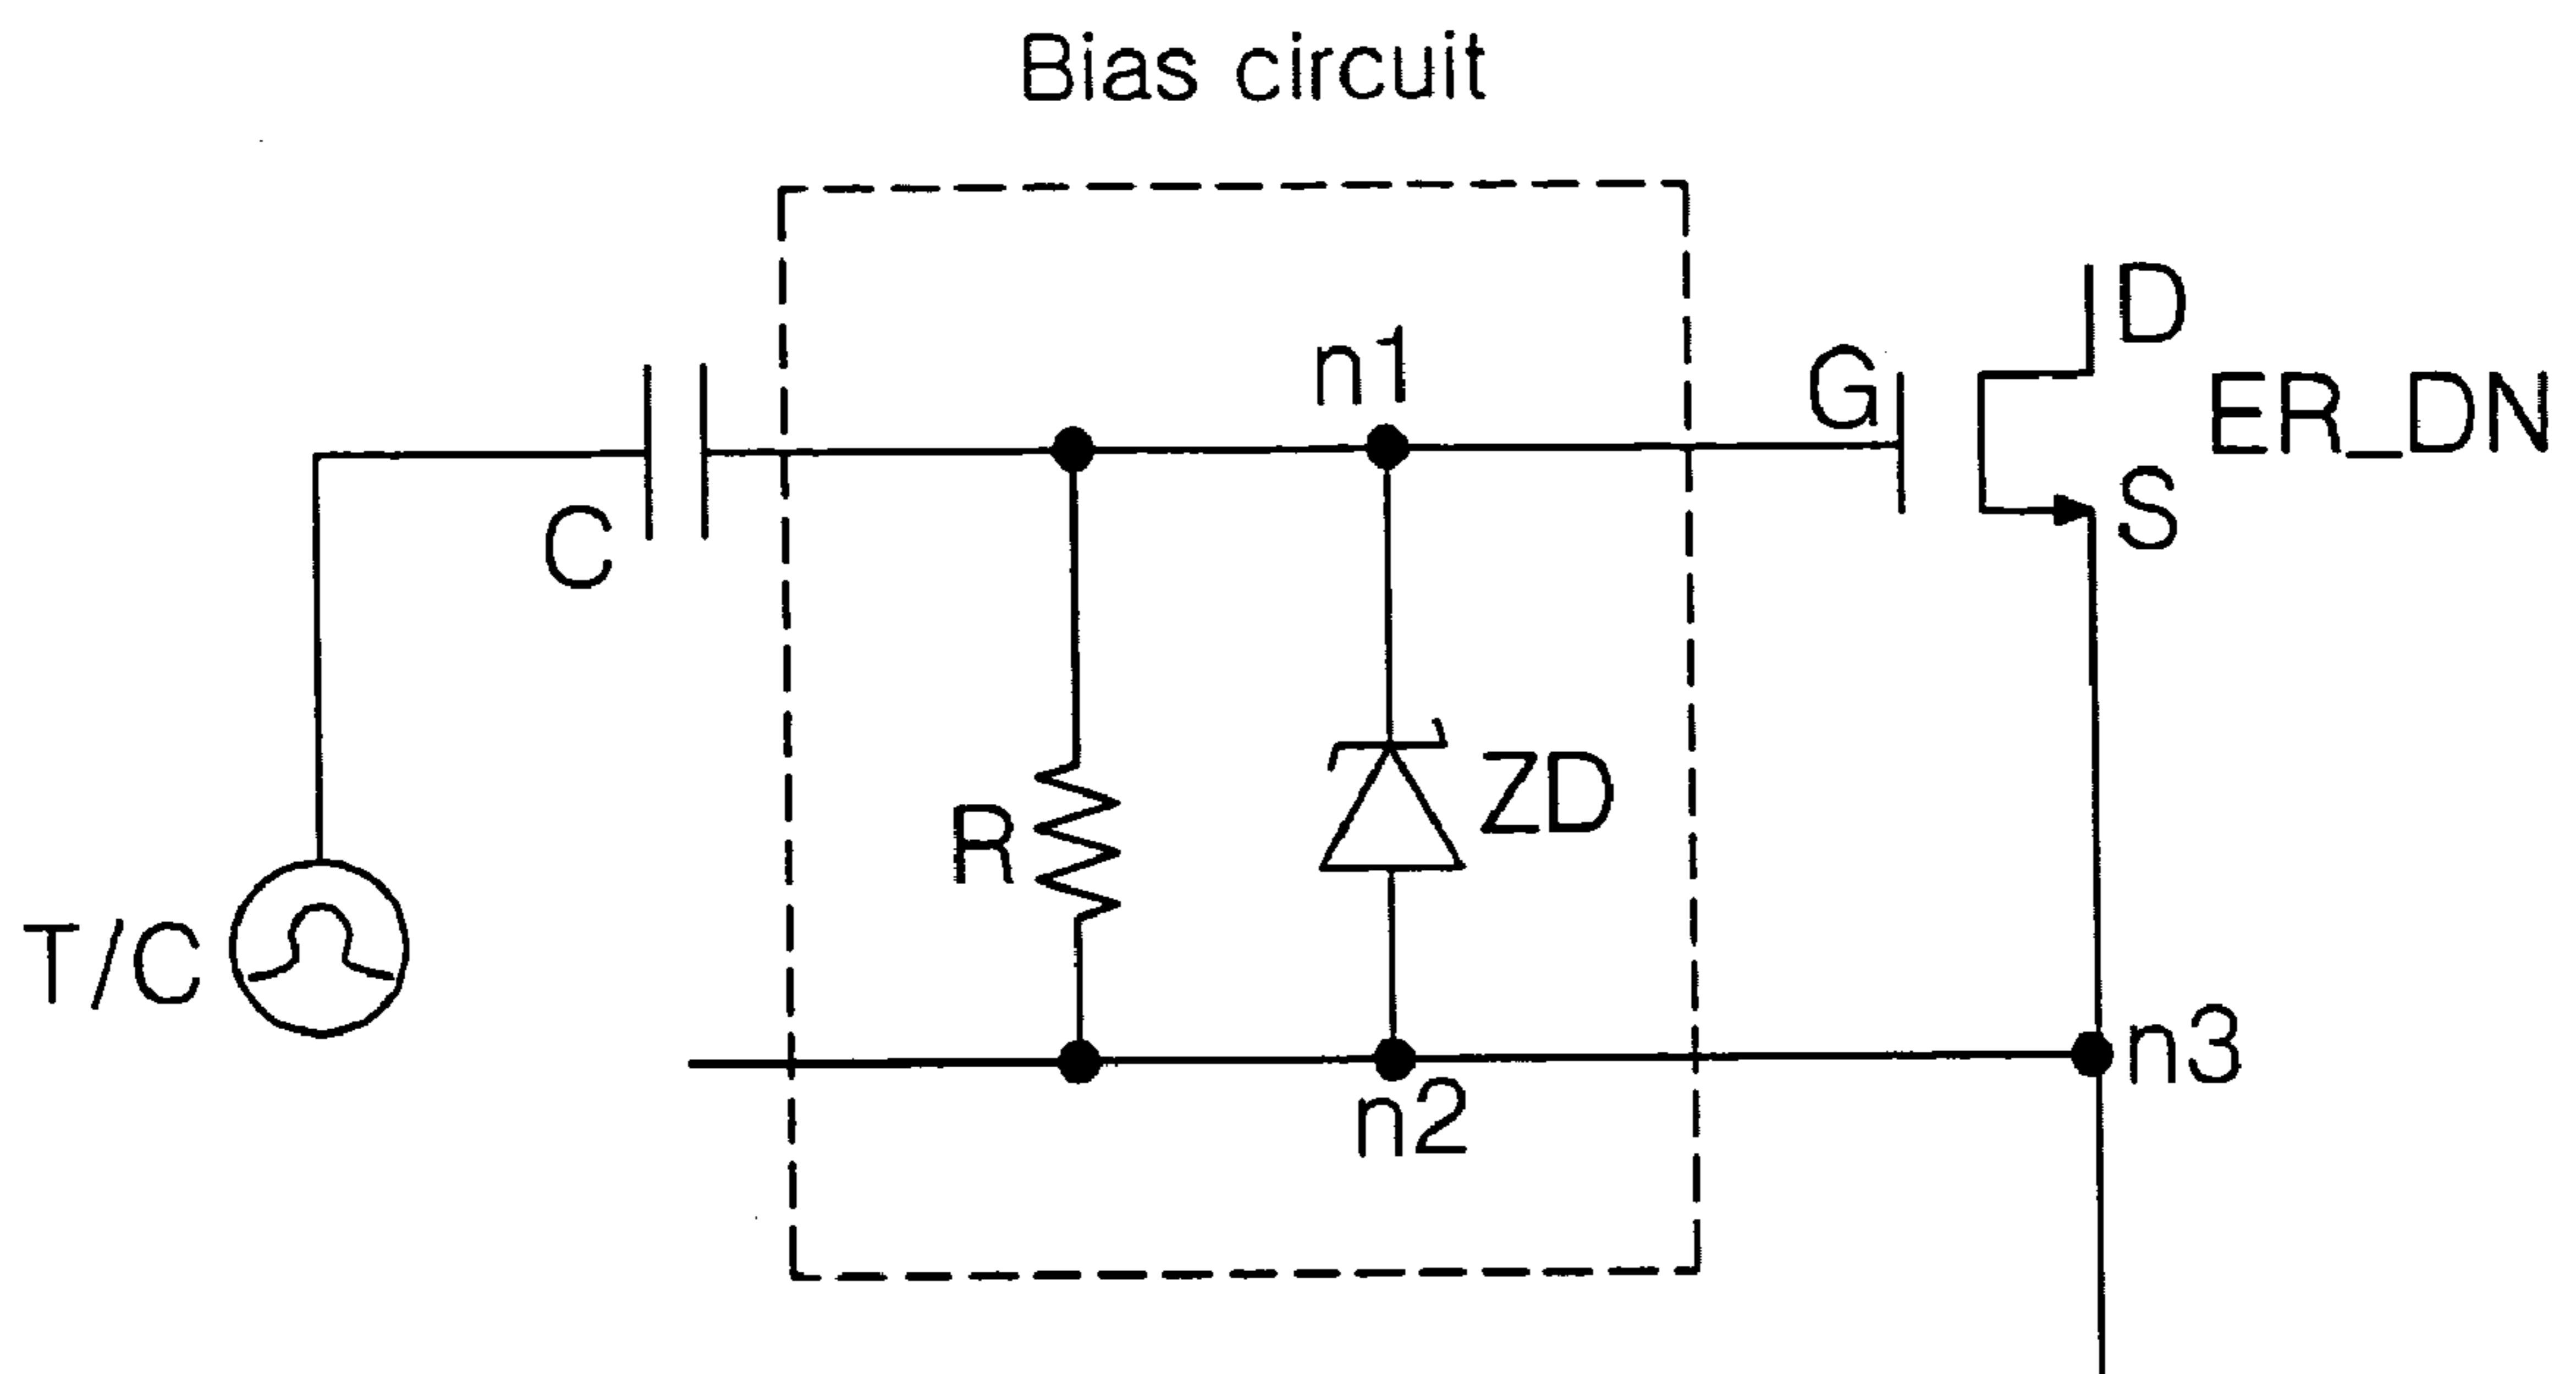 Bias circuit
D
n1
G
ER_DN
S
C
ZD
R
T/C
n3
n2